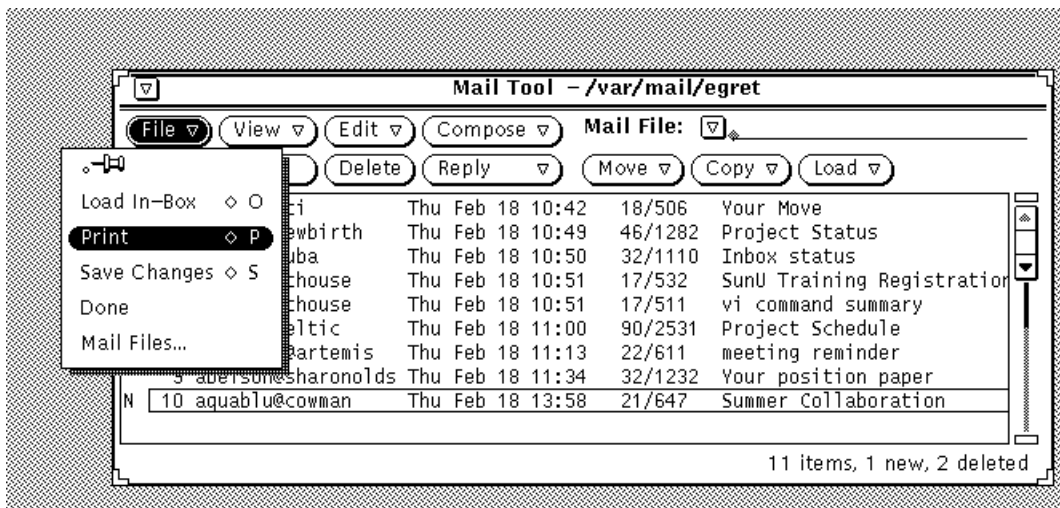 Mail Tool – /var/mail/egret
File View Edit Compose Mail File:
Delete Reply Move Copy Load
Load In-Box ◇ O
Print ◇ P
Save Changes ◇ S
Done
Mail Files...
Thu Feb 18 10:42 18/506 Your Move
Thu Feb 18 10:49 46/1282 Project Status
Thu Feb 18 10:50 32/1110 Inbox status
Thu Feb 18 10:51 17/532 SunU Training Registration
Thu Feb 18 10:51 17/511 vi command summary
Thu Feb 18 11:00 90/2531 Project Schedule
@artemis Thu Feb 18 11:13 22/611 meeting reminder
abelson@sharonolds Thu Feb 18 11:34 32/1232 Your position paper
N 10 aquablu@cowman Thu Feb 18 13:58 21/647 Summer Collaboration
11 items, 1 new, 2 deleted